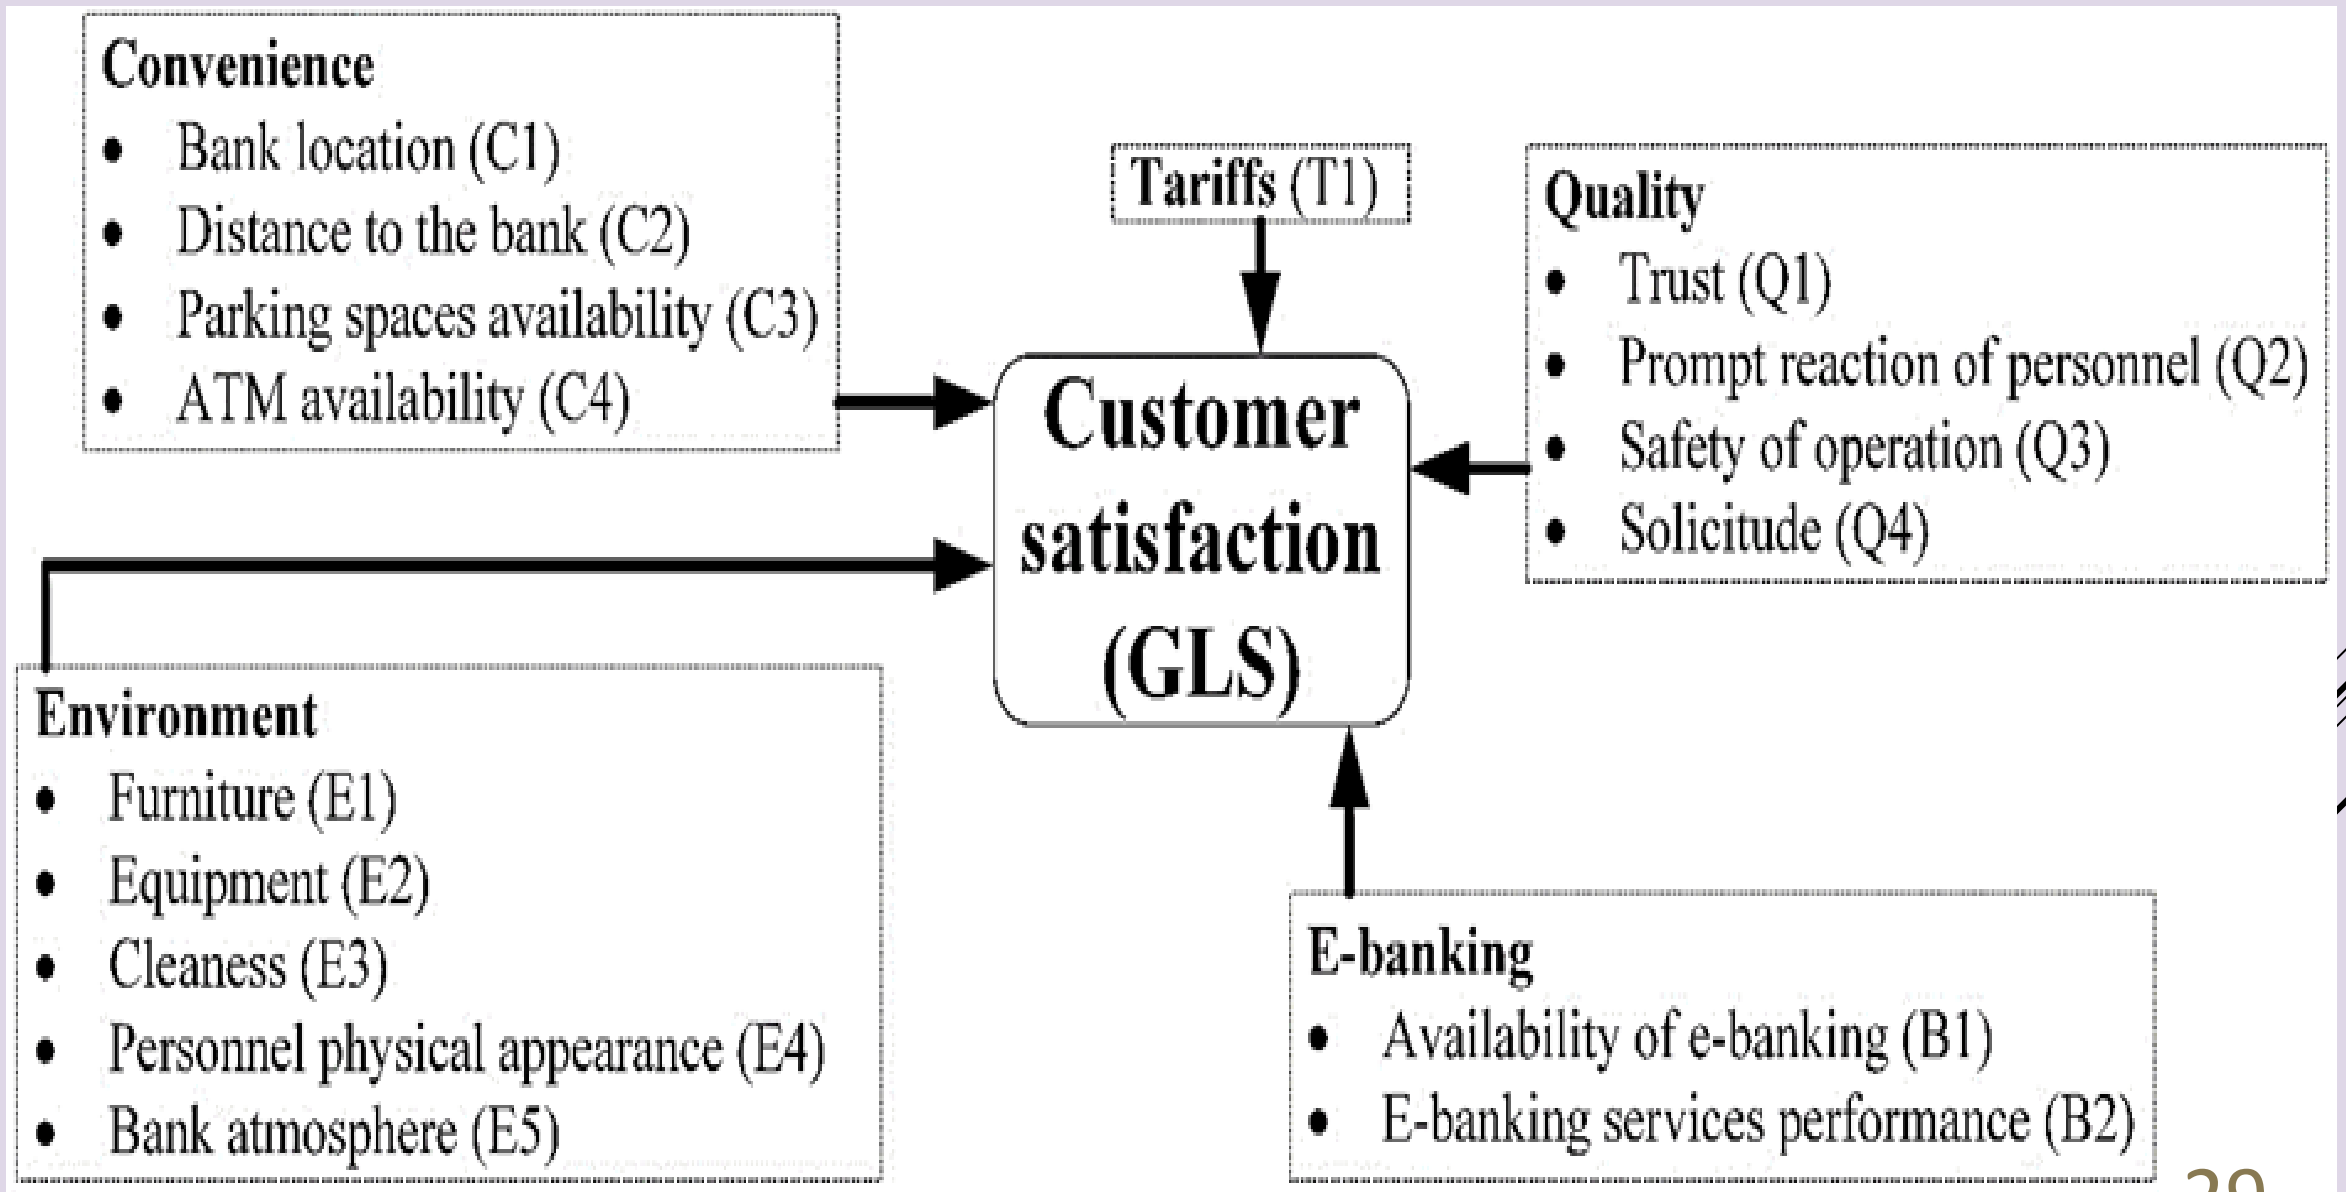 Convenience
• Bank location (C1)
• Distance to the bank (C2)
• Parking spaces availability (C3)
• ATM availability (C4)
Tariffs (T1)
Quality
• Trust (Q1)
• Prompt reaction of personnel (Q2)
• Safety of operation (Q3)
• Solicitude (Q4)
Customer
satisfaction
(GLS)
Environment
• Furniture (E1)
• Equipment (E2)
• Cleaness (E3)
• Personnel physical appearance (E4)
• Bank atmosphere (E5)
E-banking
• Availability of e-banking (B1)
• E-banking services performance (B2)